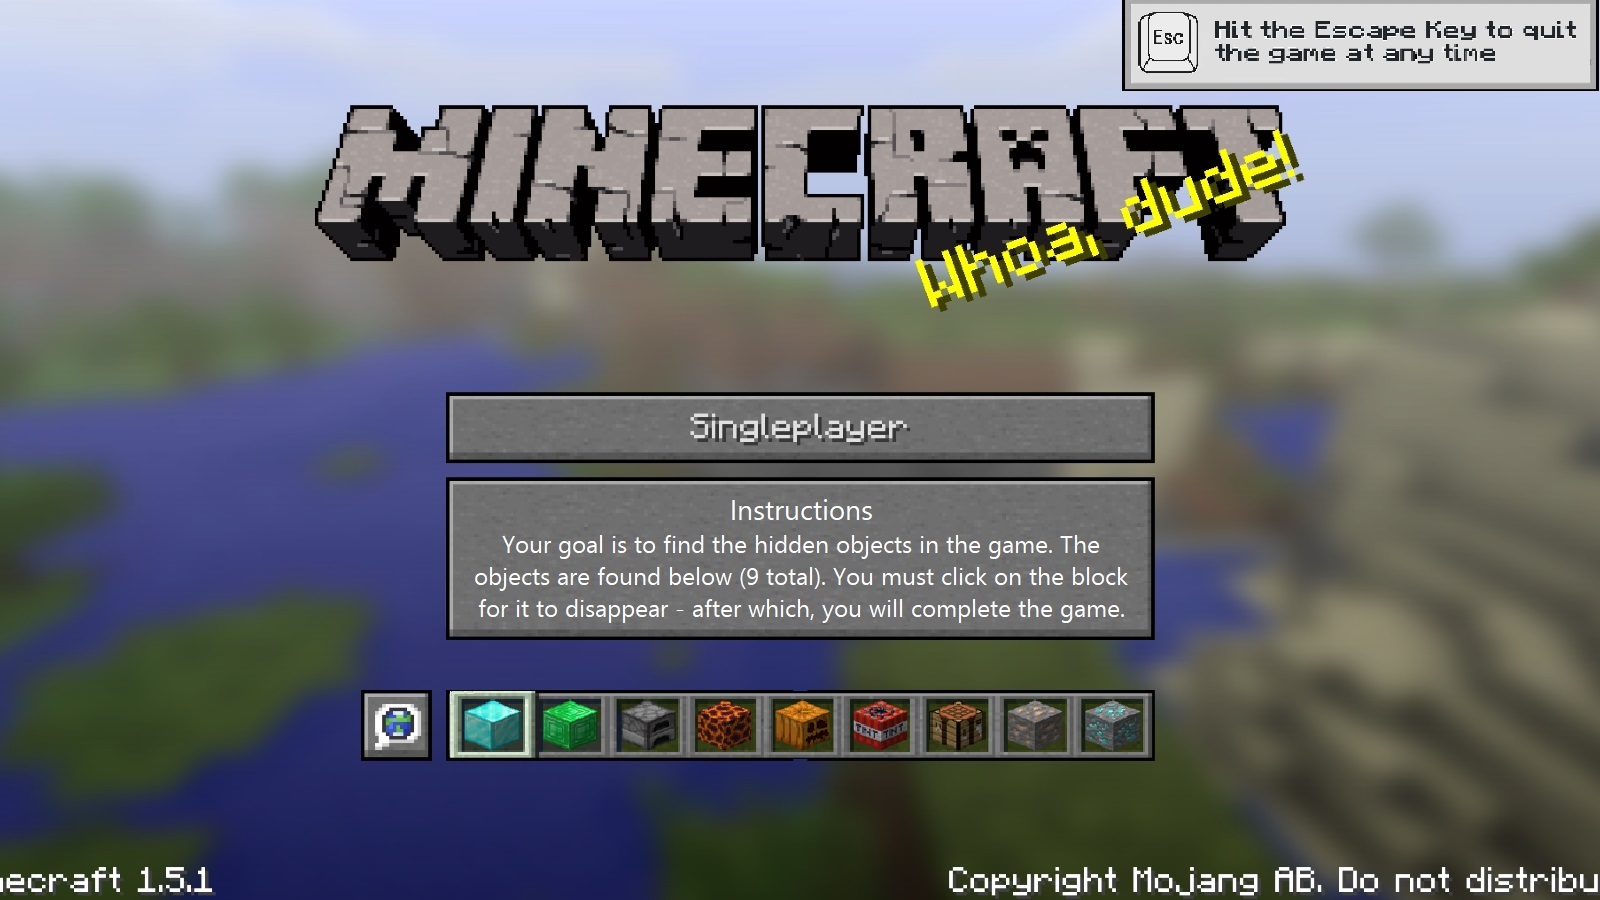 Esc
Hit the Escape Key to quit
the game at any time
MINECRAFT
Whoa, dude!
Singleplayer
Instructions
Your goal is to find the hidden objects in the game. The
objects are found below (9 total). You must click on the block
for it to disappear - after which, you will complete the game.
TNT TNT
necraft 1.5.1
Copyright Mojang AB. Do not distribu